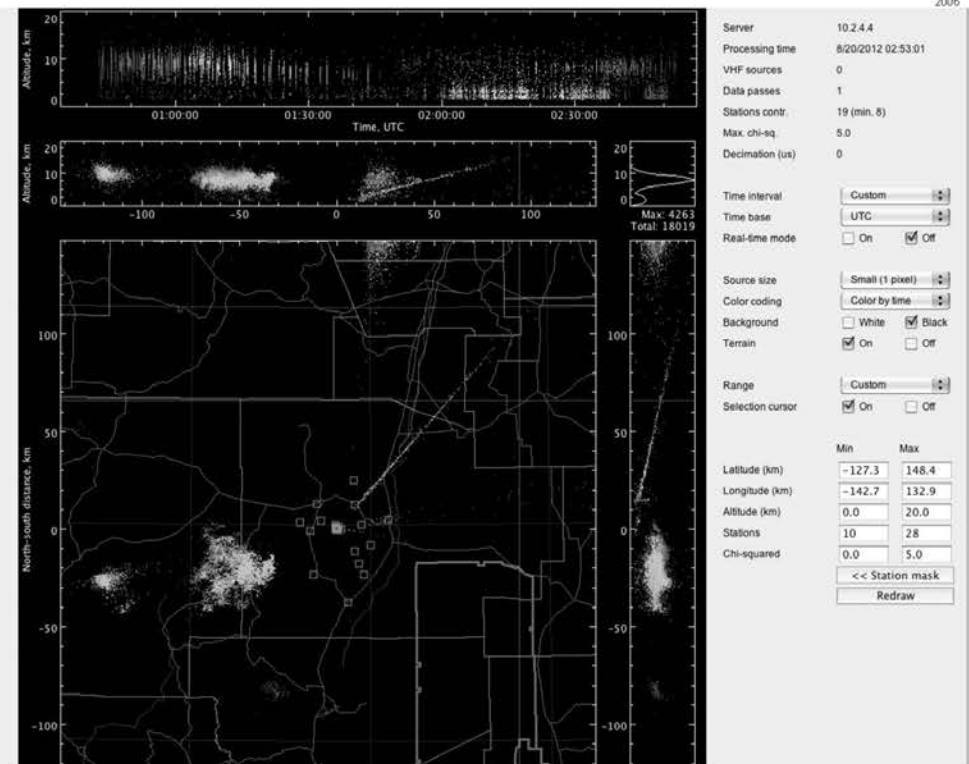 2006
Altitude, km
20
10
0
01:00:00 01:30:00 02:00:00 02:30:00
Time, UTC
Altitude, km
20
10
0
-100 -50 0 50 100
20
10
0
Max: 4263
Total: 18019
North-south distance, km
100
50
0
-50
-100
100
50
0
-50
-100
Server 10.2.4.4
Processing time 8/20/2012 02:53:01
VHF sources 0
Data passes 1
Stations contr. 19 (min. 8)
Max. chi-sq. 5.0
Decimation (us) 0
Time interval Custom
Time base UTC
Real-time mode On Off
Source size Small (1 pixel)
Color coding Color by time
Background White Black
Terrain On Off
Range Custom
Selection cursor On Off
Min Max
Latitude (km) -127.3 148.4
Longitude (km) -142.7 132.9
Altitude (km) 0.0 20.0
Stations 10 28
Chi-squared 0.0 5.0
<< Station mask
Redraw